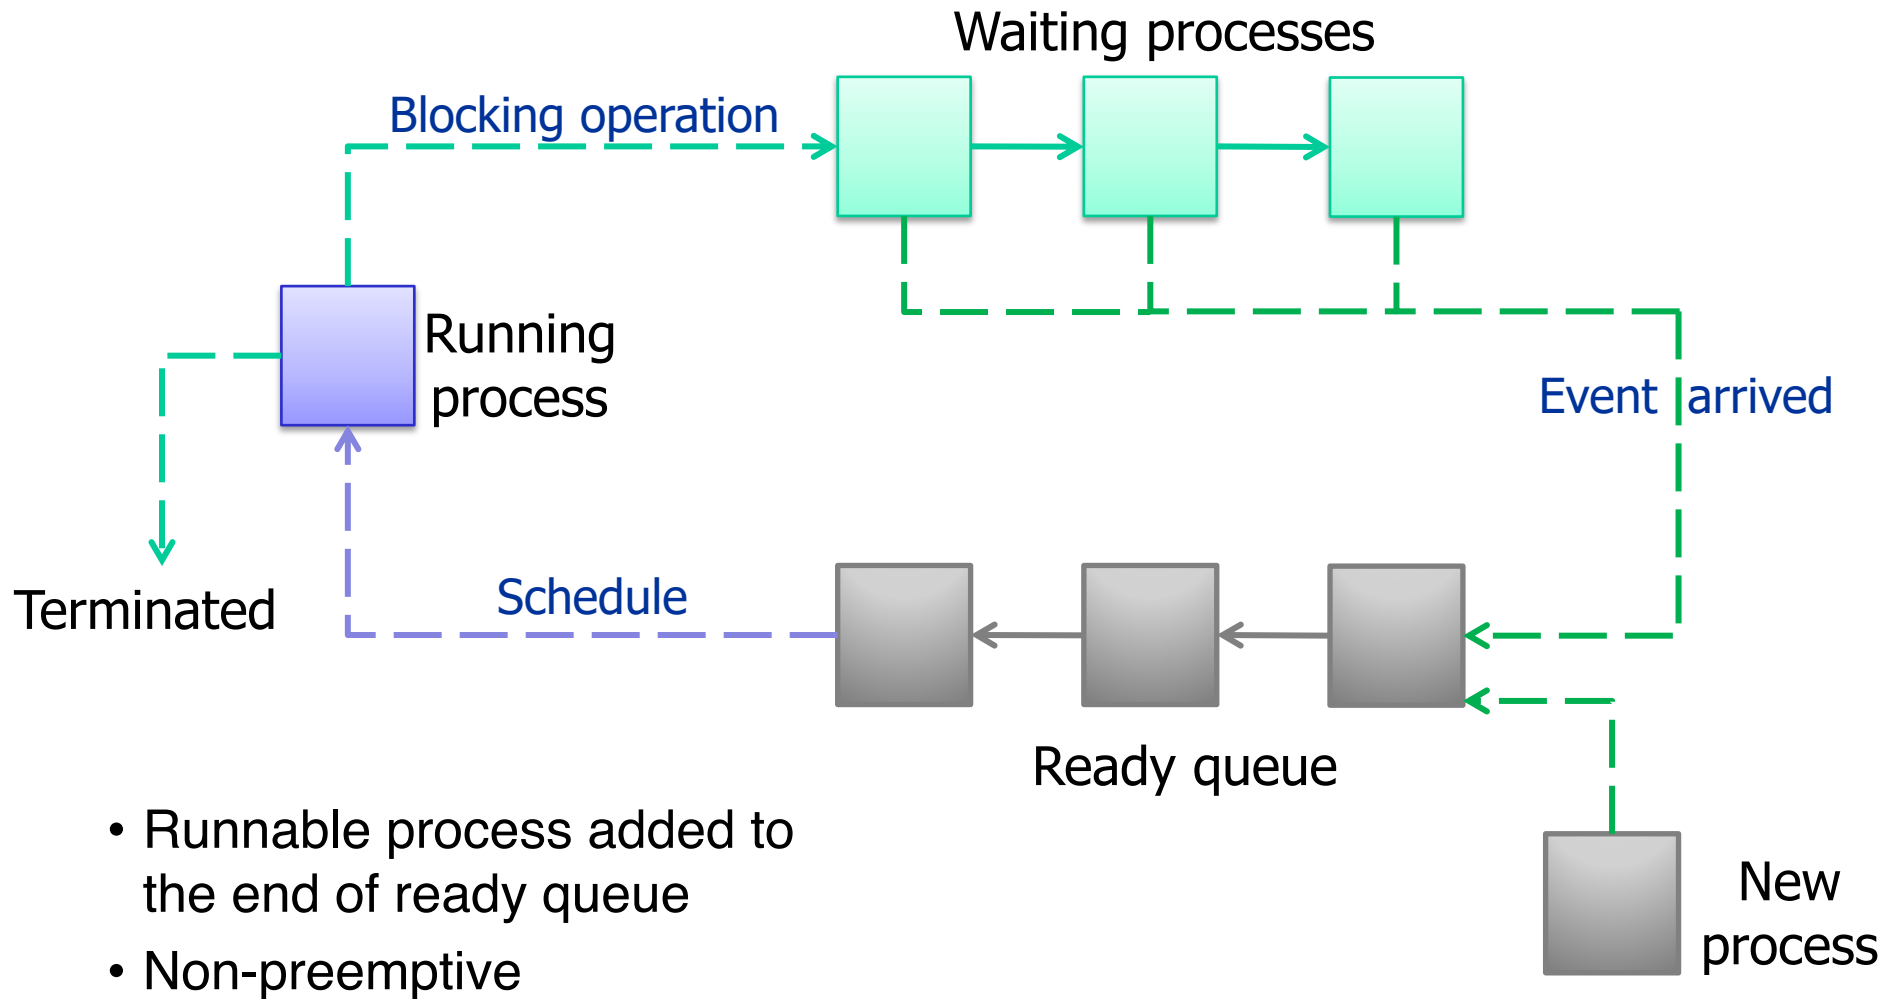 Waiting processes
Blocking operation
Running
process
Event arrived
Terminated
Schedule
Ready queue
• Runnable process added to
the end of ready queue
• Non-preemptive
New
process